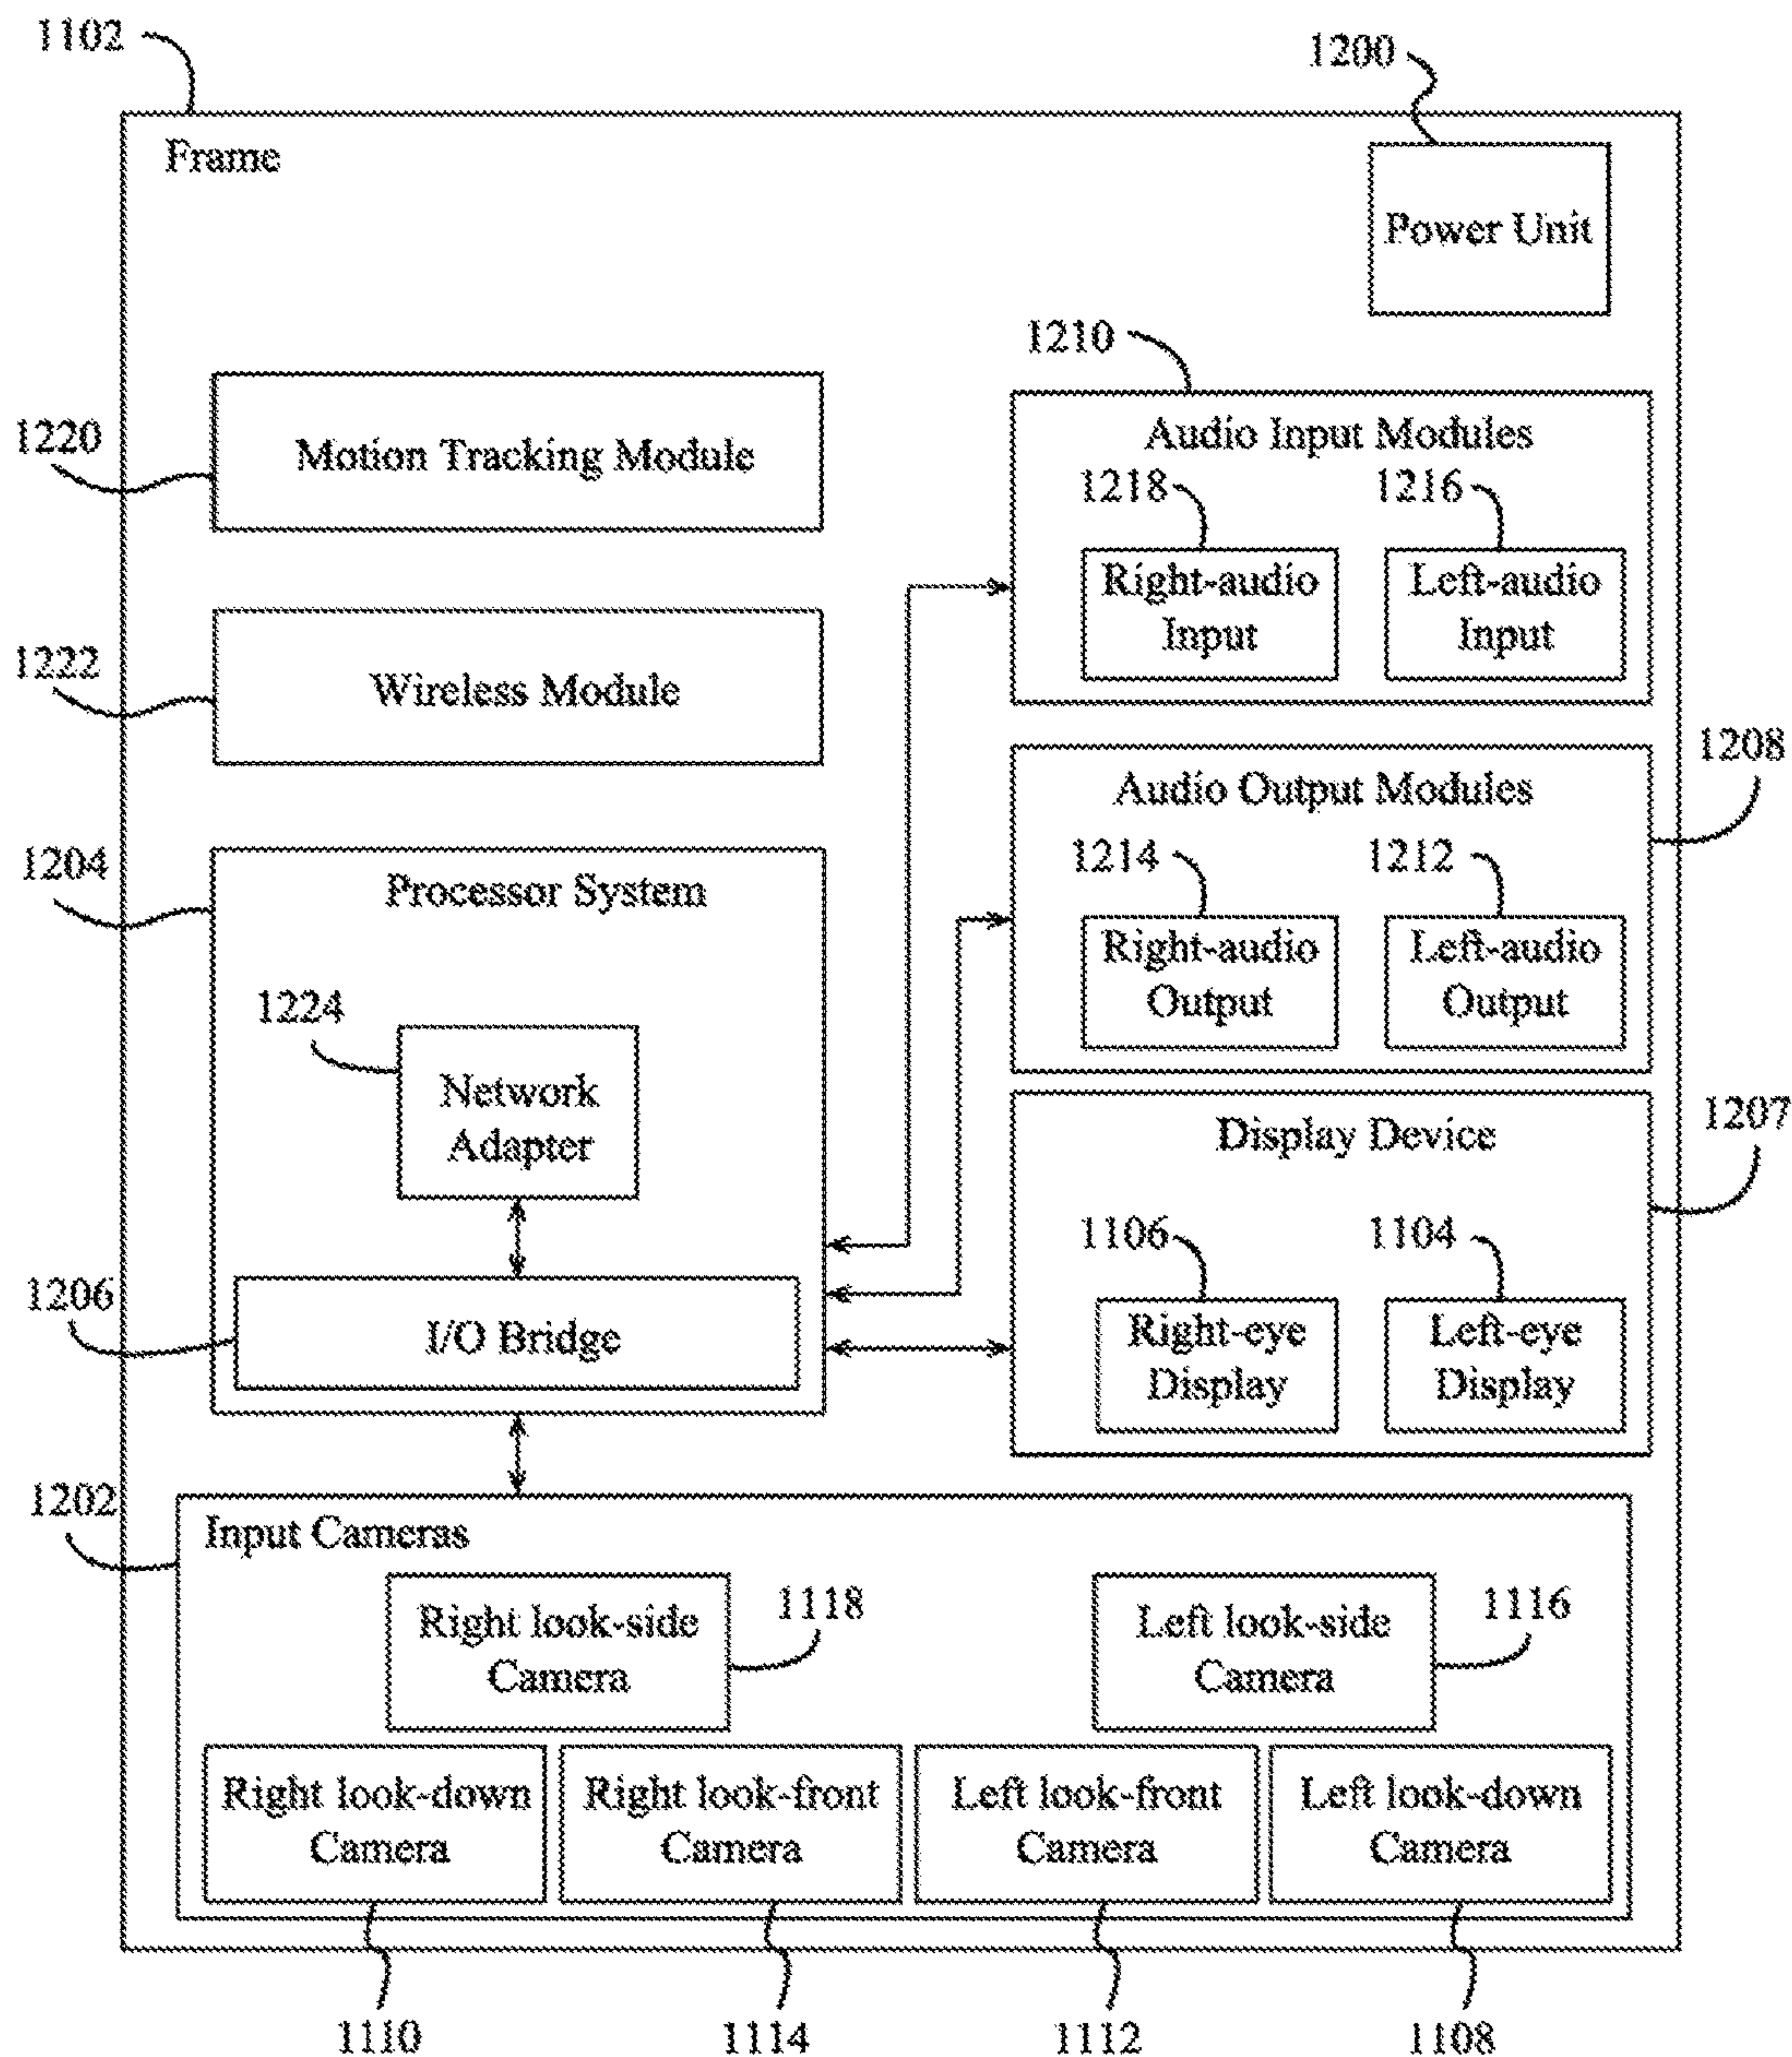 1102
1200
Frame
Power Unit
1210
Audio Input Modules
1220
Motion Tracking Module
1218
1216
Right-audio
Input
Left-audio
Input
1222
Wireless Module
1208
Audio Output Modules
1204
Processor System
1214
1212
Right-audio
Output
Left-audio
Output
1224
Network
Adapter
1207
Display Device
1106
1104
1206
I/O Bridge
Right-eye
Display
Left-eye
Display
1202
Input Cameras
Right look-side
Camera
1118
Left look-side
Camera
1116
Right look-down
Camera
Right look-front
Camera
Left look-front
Camera
Left look-down
Camera
1110
1114
1112
1108